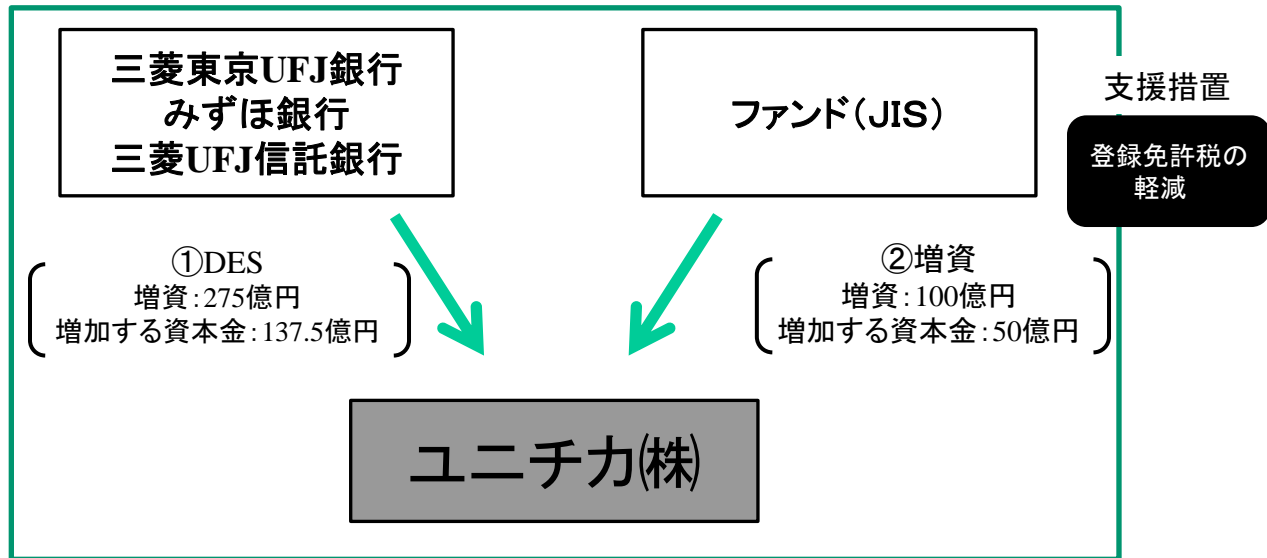 三菱東京UFJ銀行
みずほ銀行
三菱UFJ信託銀行
ファンド(JIS)
支援措置
登録免許税の
軽減
①DES
増資:275億円
増加する資本金:137.5億円
②増資
増資:100億円
増加する資本金:50億円
ユニチカ㈱